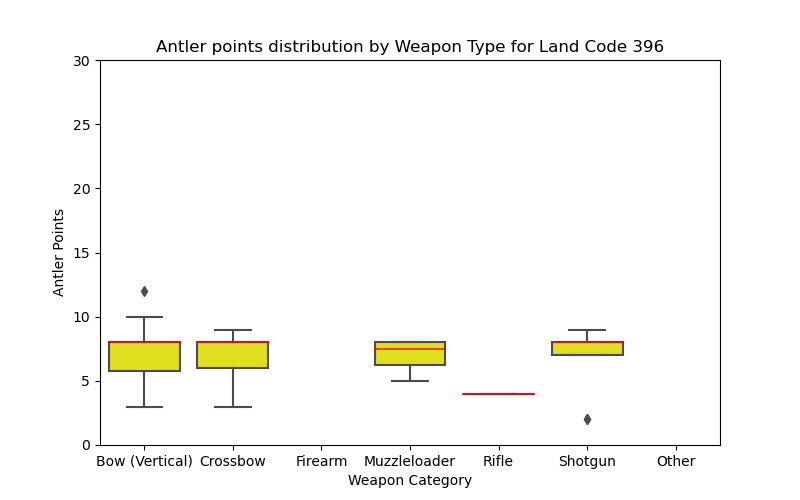 Antler points distribution by Weapon Type for Land Code 396
30
25
20
15
10
5
0
Antler Points
Bow (Vertical) Crossbow Firearm Muzzleloader Rifle Shotgun Other
Weapon Category